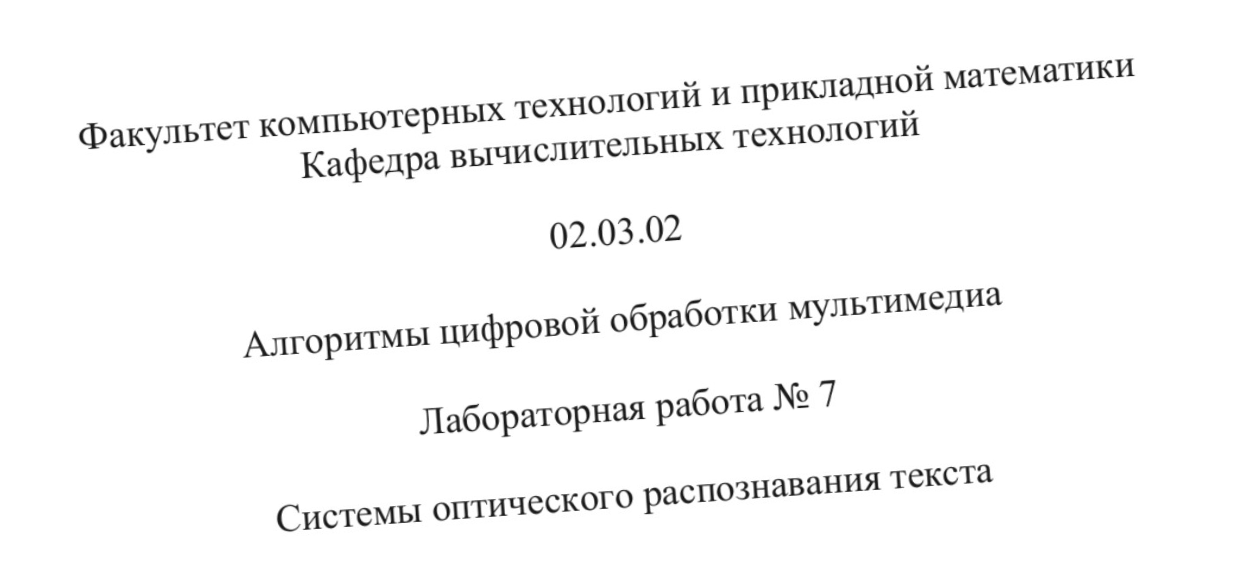 Факультет компьютерных технологий и прикладной математики
Кафедра вычислительных технологий
02.03.02
Алгоритмы цифровой обработки мультимедиа
Лабораторная работа № 7
Системы оптического распознавания текста